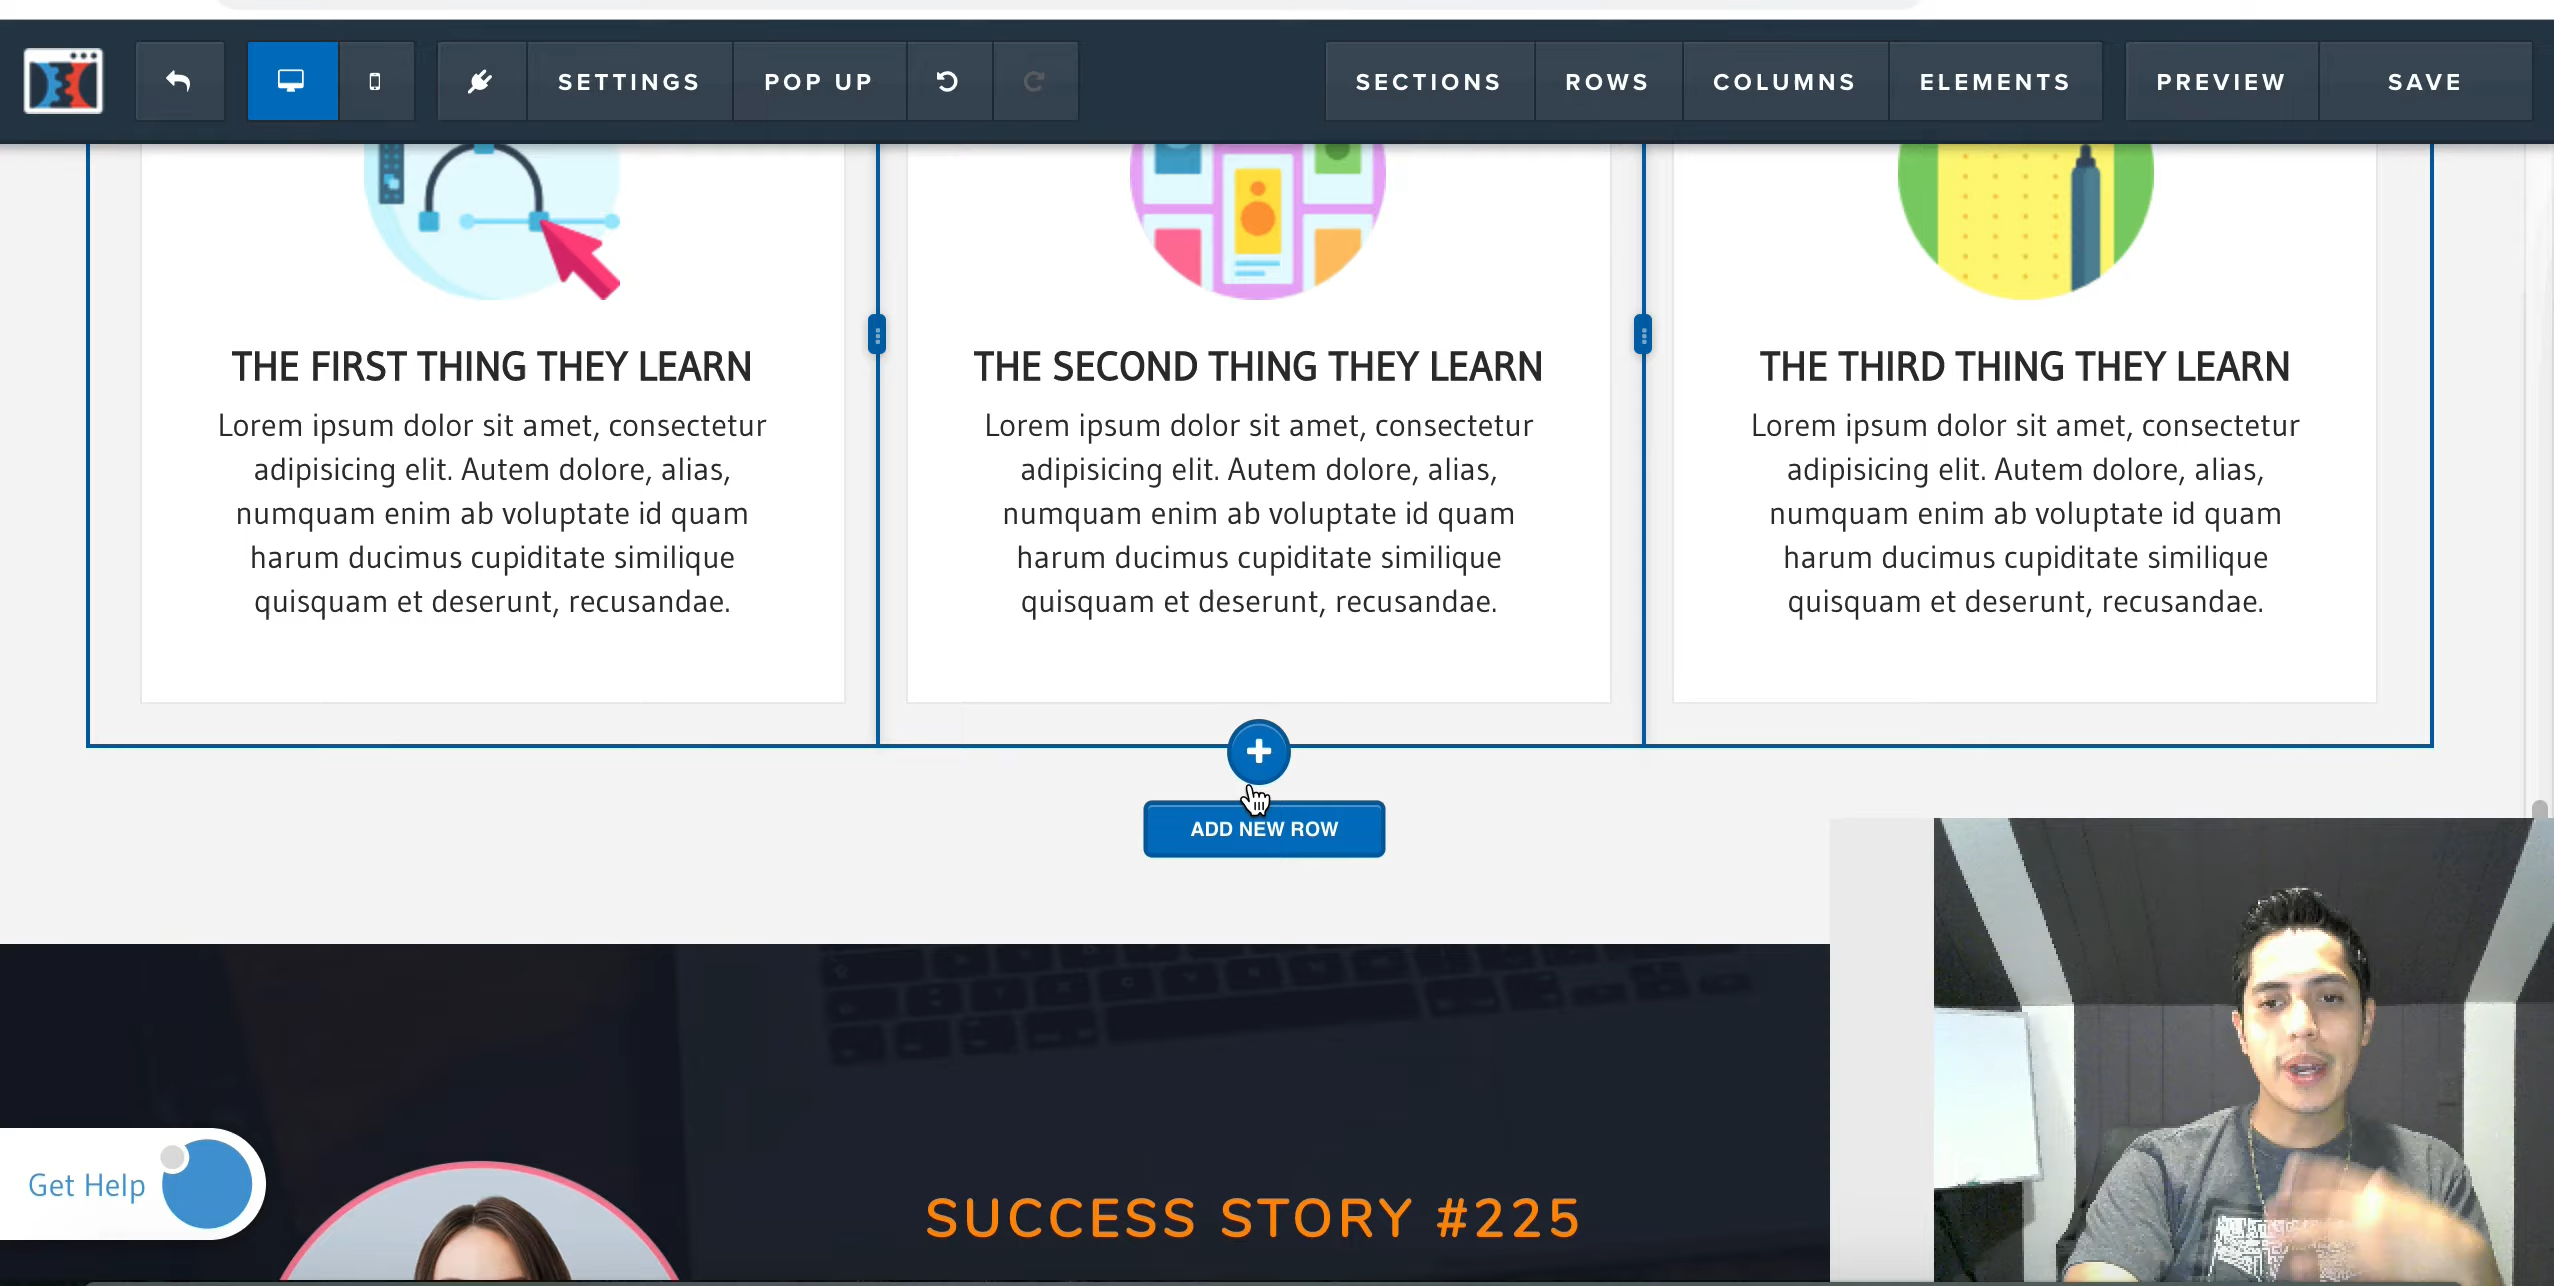 SETTINGS
POP UP
SECTIONS
ROWS
COLUMNS
ELEMENTS
PREVIEW
SAVE
THE FIRST THING THEY LEARN
Lorem ipsum dolor sit amet, consectetur
adipisicing elit. Autem dolore, alias,
numquam enim ab voluptate id quam
harum ducimus cupiditate similique
quisquam et deserunt, recusandae.
THE SECOND THING THEY LEARN
Lorem ipsum dolor sit amet, consectetur
adipisicing elit. Autem dolore, alias,
numquam enim ab voluptate id quam
harum ducimus cupiditate similique
quisquam et deserunt, recusandae.
THE THIRD THING THEY LEARN
Lorem ipsum dolor sit amet, consectetur
adipisicing elit. Autem dolore, alias,
numquam enim ab voluptate id quam
harum ducimus cupiditate similique
quisquam et deserunt, recusandae.
ADD NEW ROW
Get Help
SUCCESS STORY #225